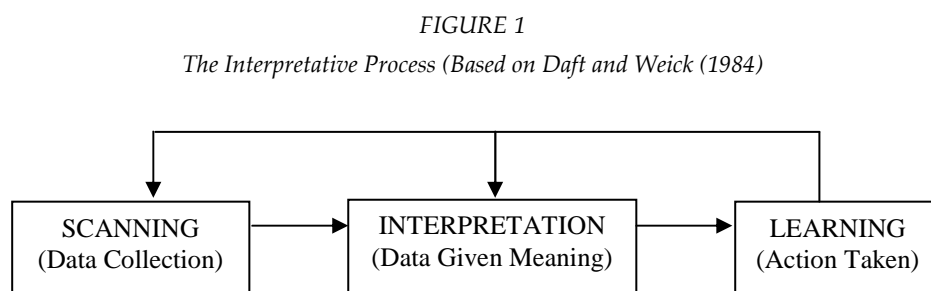 FIGURE 1
The Interpretative Process (Based on Daft and Weick (1984)
SCANNING
(Data Collection)
INTERPRETATION
(Data Given Meaning)
LEARNING
(Action Taken)